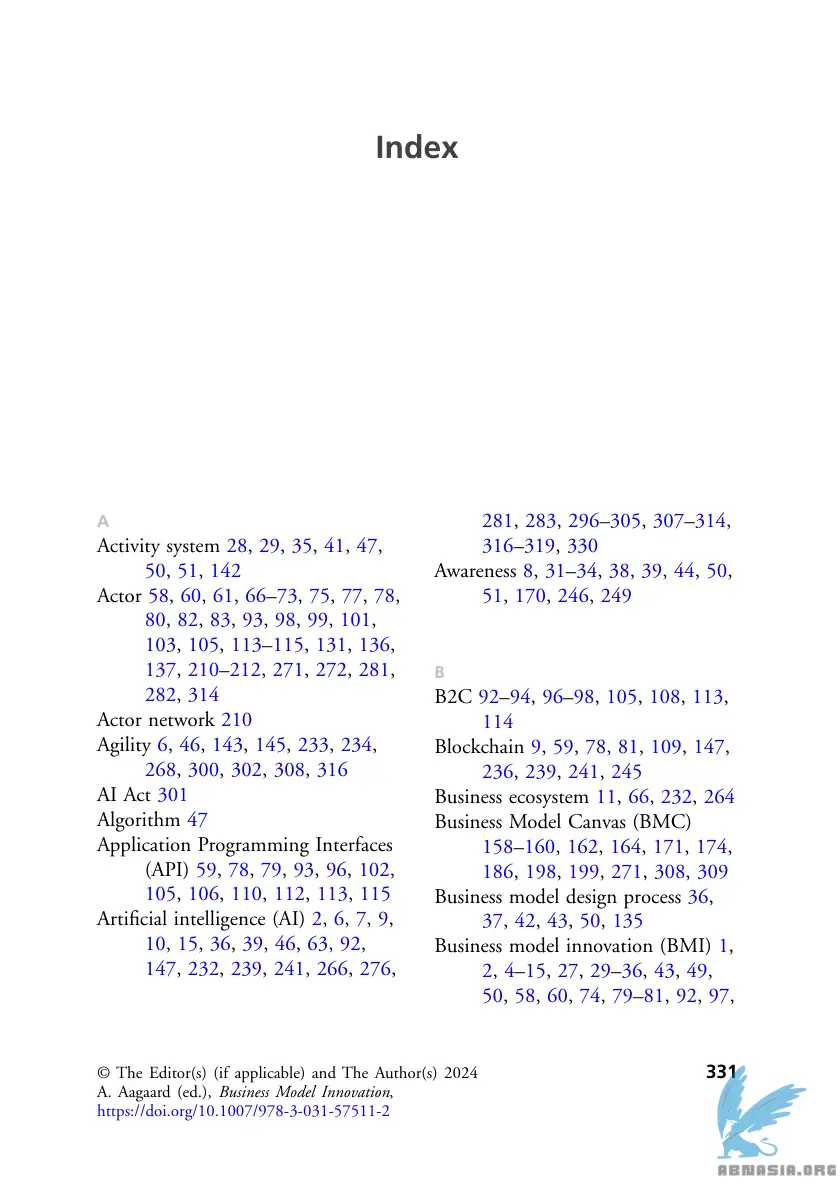 Index
A
Activity system 28, 29, 35, 41, 47,
50, 51, 142
Actor 58, 60, 61, 66–73, 75, 77, 78,
80, 82, 83, 93, 98, 99, 101,
103, 105, 113–115, 131, 136,
137, 210–212, 271, 272, 281,
282, 314
Actor network 210
Agility 6, 46, 143, 145, 233, 234,
268, 300, 302, 308, 316
AI Act 301
Algorithm 47
Application Programming Interfaces
(API) 59, 78, 79, 93, 96, 102,
105, 106, 110, 112, 113, 115
Artificial intelligence (AI) 2, 6, 7, 9,
10, 15, 36, 39, 46, 63, 92,
147, 232, 239, 241, 266, 276,
281, 283, 296–305, 307–314,
316–319, 330
Awareness 8, 31–34, 38, 39, 44, 50,
51, 170, 246, 249
B
B2C 92–94, 96–98, 105, 108, 113,
114
Blockchain 9, 59, 78, 81, 109, 147,
236, 239, 241, 245
Business ecosystem 11, 66, 232, 264
Business Model Canvas (BMC)
158–160, 162, 164, 171, 174,
186, 198, 199, 271, 308, 309
Business model design process 36,
37, 42, 43, 50, 135
Business model innovation (BMI) 1,
2, 4–15, 27, 29–36, 43, 49,
50, 58, 60, 74, 79–81, 92, 97,
© The Editor(s) (if applicable) and The Author(s) 2024
A. Aagaard (ed.), Business Model Innovation,
https://doi.org/10.1007/978-3-031-57511-2
331
ABNASIA.ORG